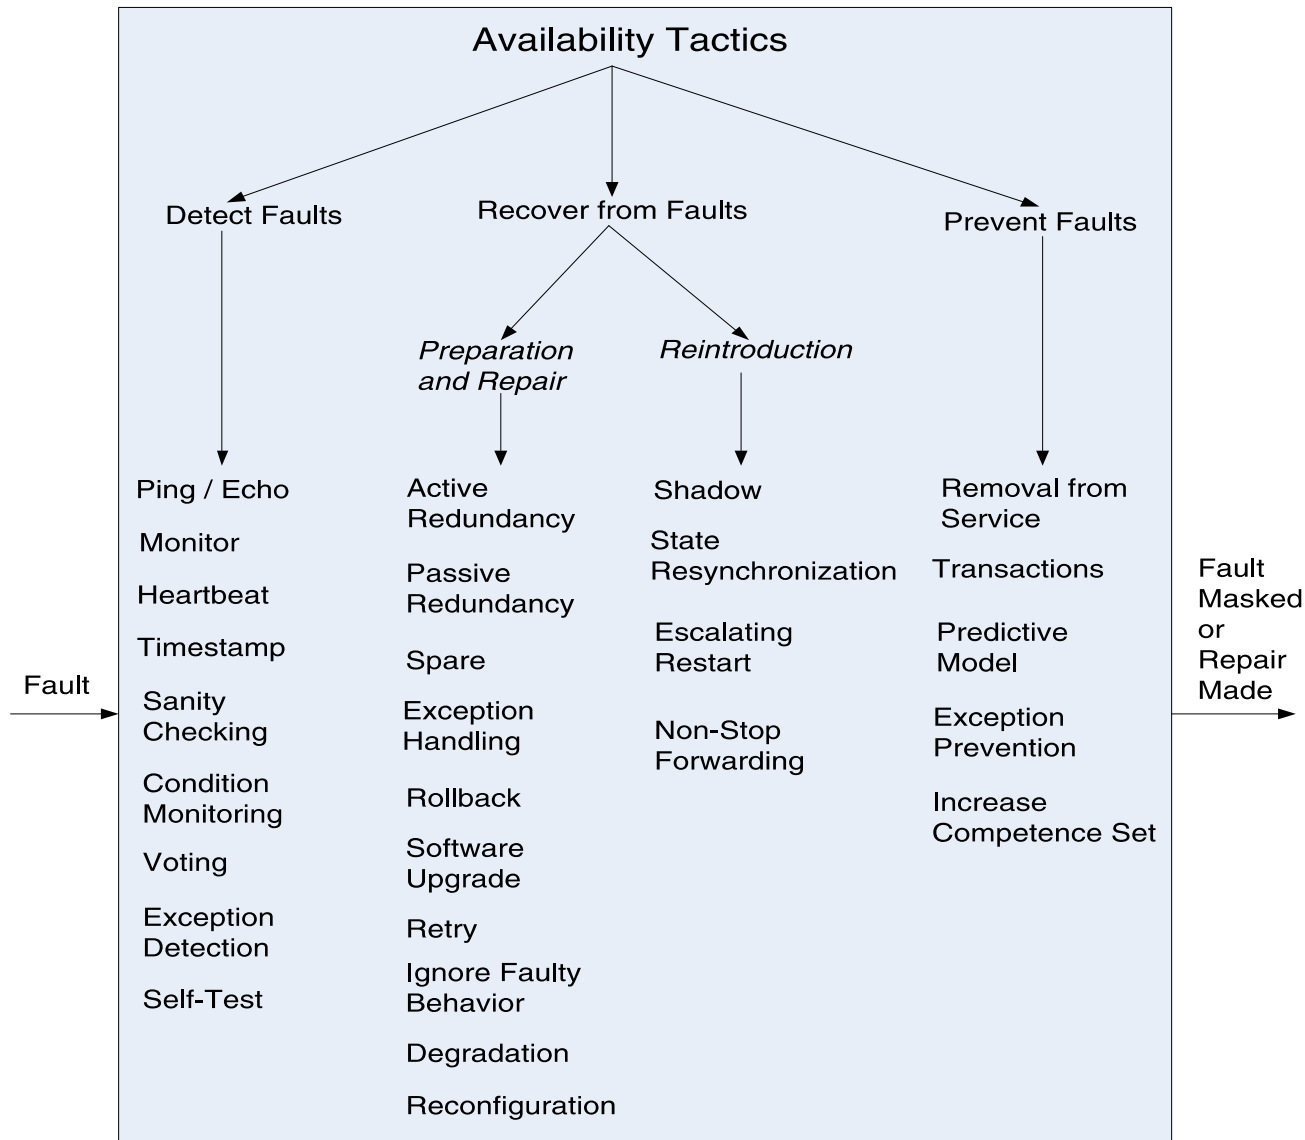 Availability Tactics
Detect Faults
Recover from Faults
Prevent Faults
Preparation
and Repair
Reintroduction
Ping / Echo
Monitor
Heartbeat
Timestamp
Sanity
Checking
Condition
Monitoring
Voting
Exception
Detection
Self-Test
Active
Redundancy
Passive
Redundancy
Spare
Exception
Handling
Rollback
Software
Upgrade
Retry
Ignore Faulty
Behavior
Degradation
Reconfiguration
Shadow
State
Resynchronization
Escalating
Restart
Non-Stop
Forwarding
Removal from
Service
Transactions
Predictive
Model
Exception
Prevention
Increase
Competence Set
Fault
Fault
Masked
or
Repair
Made